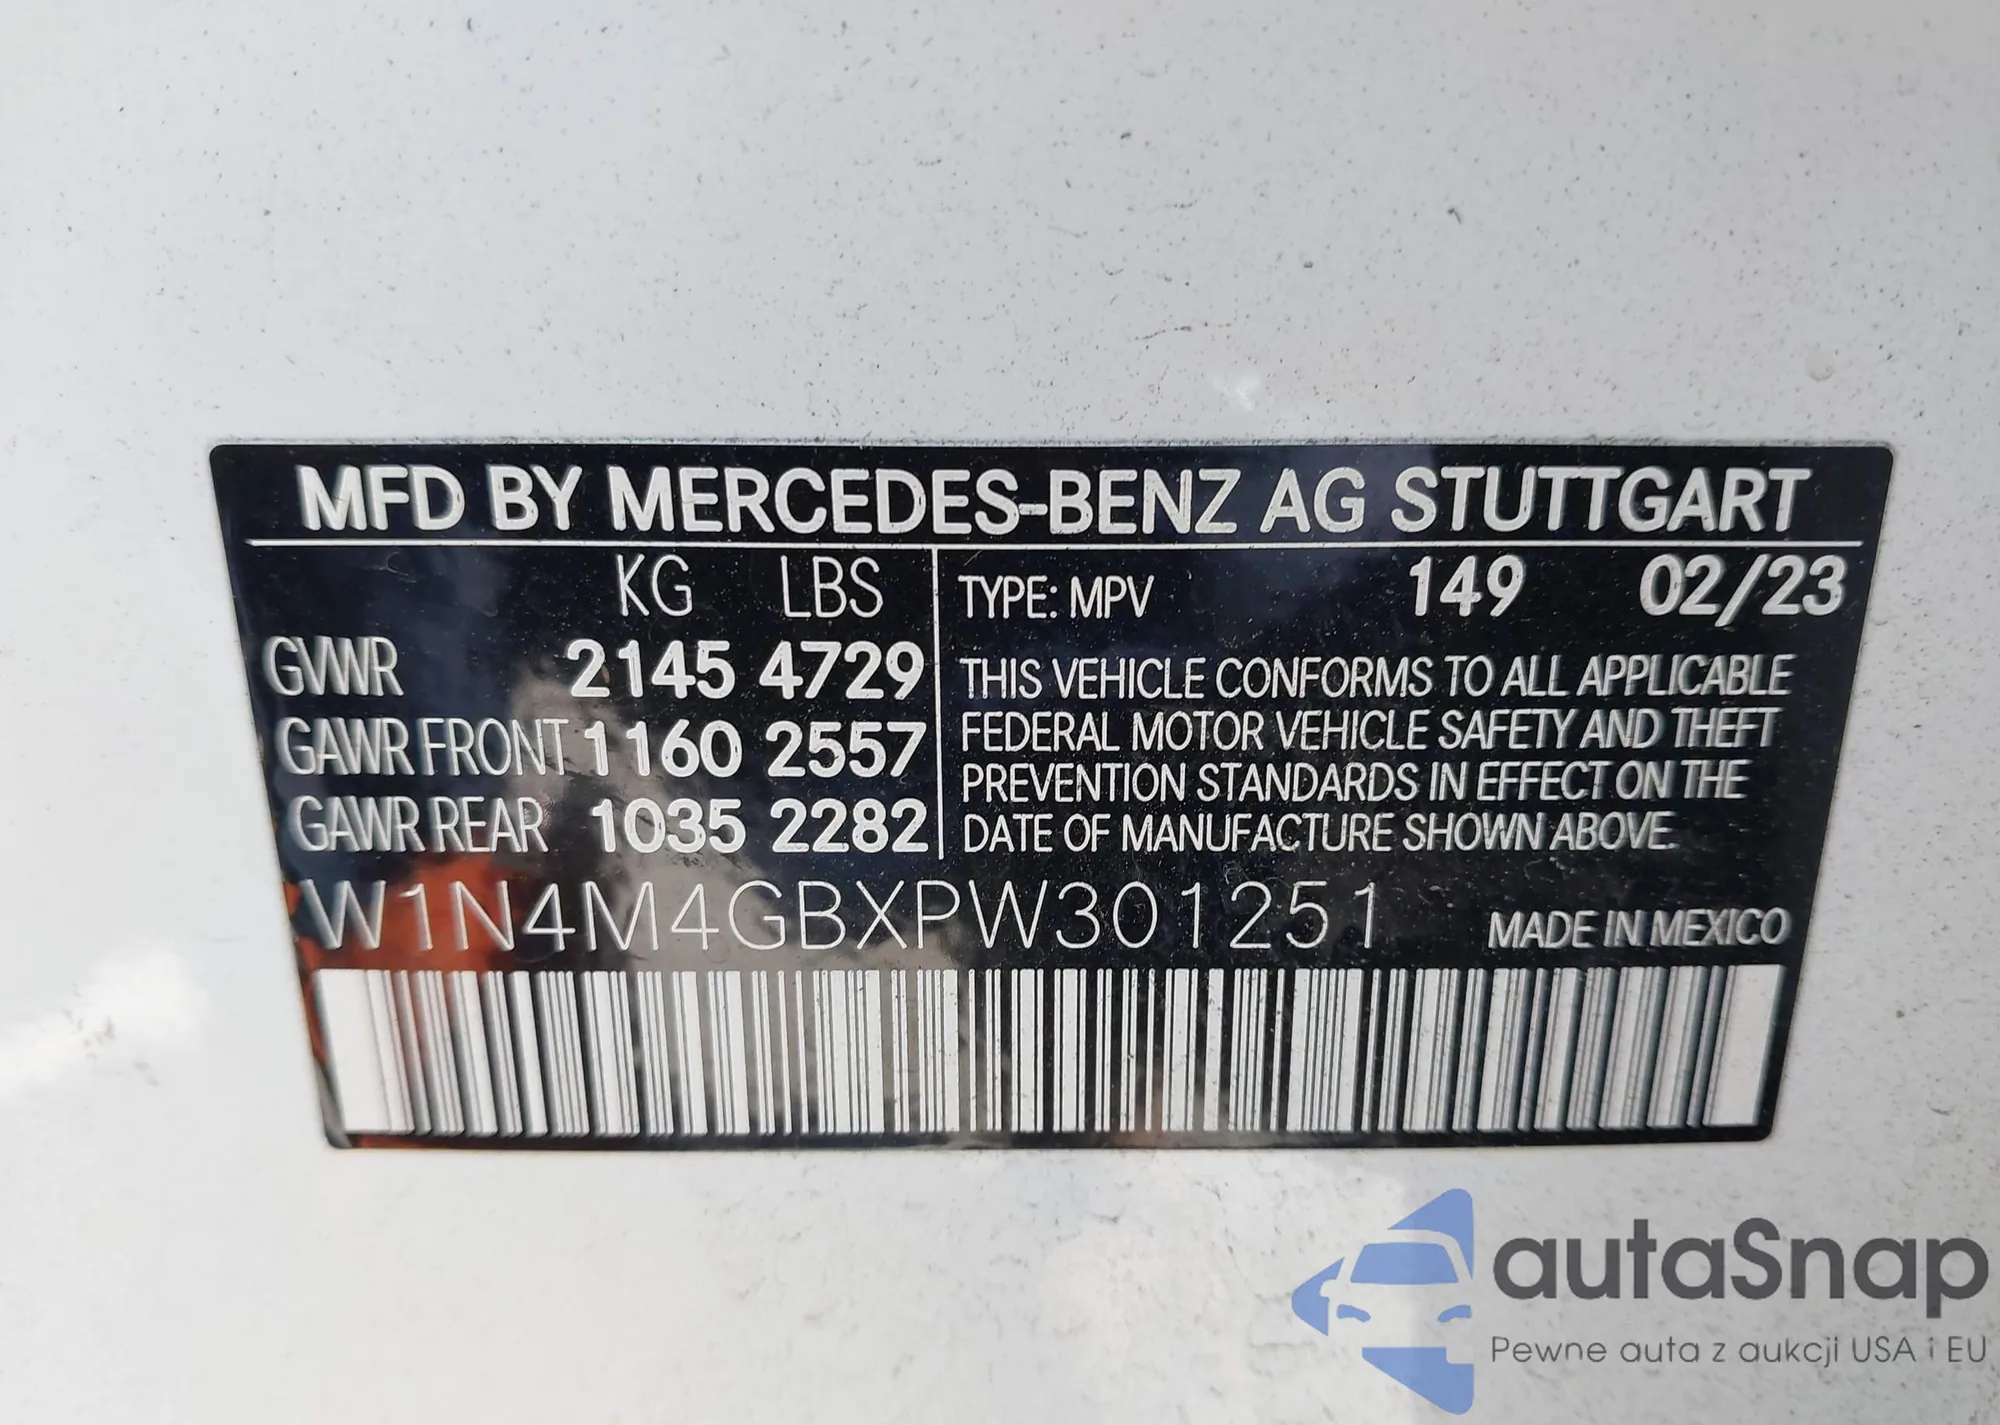 MFD BY MERCEDES-BENZ AG STUTTGART
KG LBS
GVWR 2145 4729
GAWR FRONT 1160 2557
GAWR REAR 1035 2282
TYPE: MPV 149 02/23
THIS VEHICLE CONFORMS TO ALL APPLICABLE
FEDERAL MOTOR VEHICLE SAFETY AND THEFT
PREVENTION STANDARDS IN EFFECT ON THE
DATE OF MANUFACTURE SHOWN ABOVE.
W1N4M4GBXPW301251 MADE IN MEXICO
autaSnap
Pewne auta z aukcji USA i EU